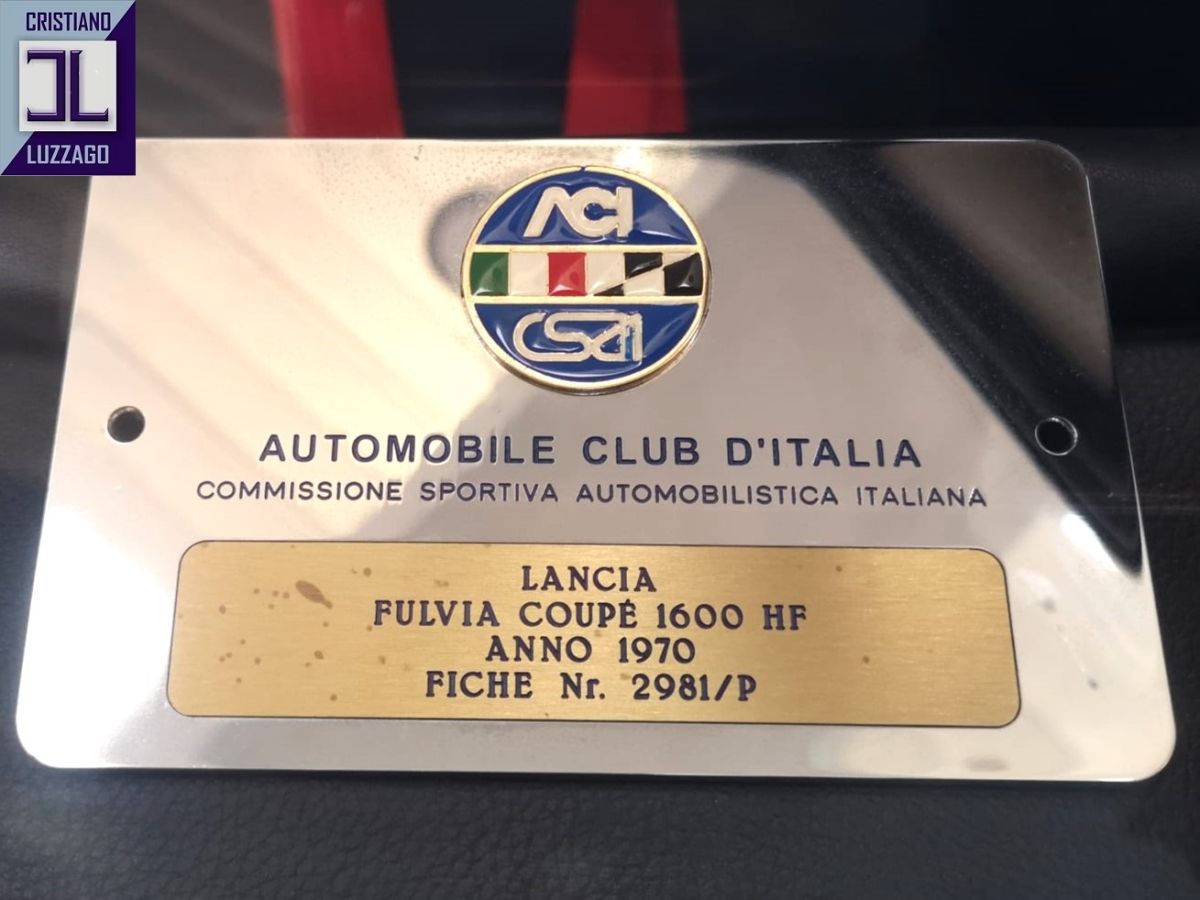 CRISTIANO
CL
LUZZAGO
ACI
CSAI
AUTOMOBILE CLUB D'ITALIA
COMMISSIONE SPORTIVA AUTOMOBILISTICA ITALIANA
LANCIA
FULVIA COUPÉ 1600 HF
ANNO 1970
FICHE Nr. 2981/P